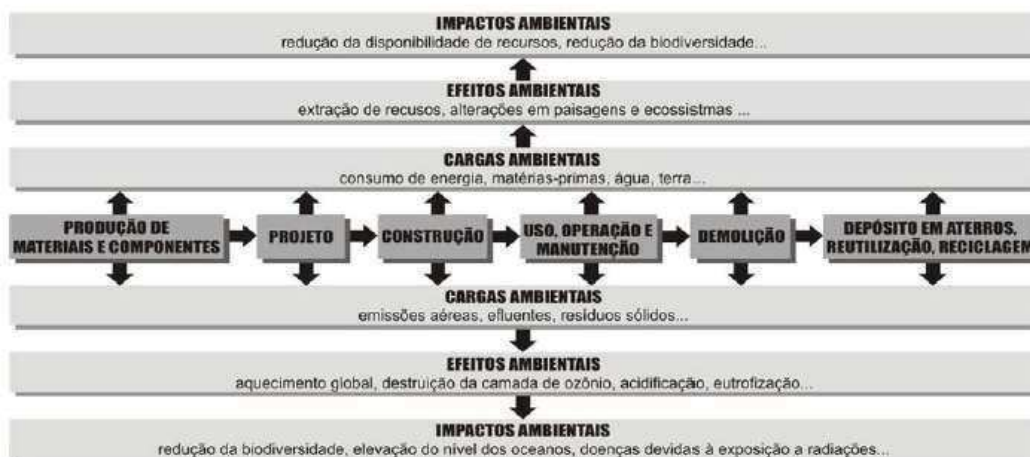 IMPACTOS AMBIENTAIS
redução da disponibilidade de recursos, redução da biodiversidade...
EFEITOS AMBIENTAIS
extração de recusos, alterações em paisagens e ecossistmas ...
CARGAS AMBIENTAIS
consumo de energia, matérias-primas, água, terra...
PRODUÇÃO DE
MATERIAIS E COMPONENTES
PROJETO
CONSTRUÇÃO
USO, OPERAÇÃO E
MANUTENÇÃO
DEMOLIÇÃO
DEPÓSITO EM ATERROS,
REUTILIZAÇÃO, RECICLAGEM
CARGAS AMBIENTAIS
emissões aéreas, efluentes, resíduos sólidos...
EFEITOS AMBIENTAIS
aquecimento global, destruição da camada de ozônio, acidificação, eutrofização...
IMPACTOS AMBIENTAIS
redução da biodiversidade, elevação do nível dos oceanos, doenças devidas à exposição a radiações...